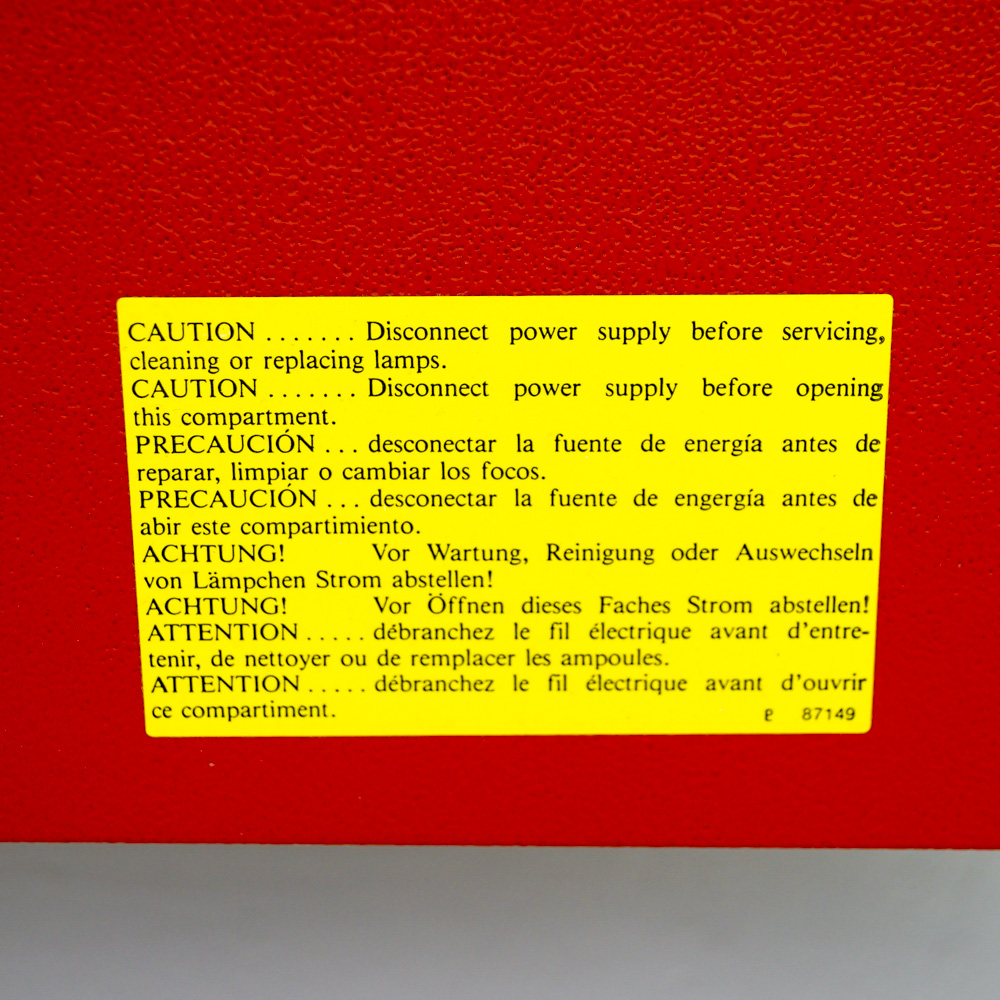 CAUTION ....... Disconnect power supply before servicing,
cleaning or replacing lamps.
CAUTION ....... Disconnect power supply before opening
this compartment.
PRECAUCIÓN ... desconectar la fuente de energía antes de
reparar, limpiar o cambiar los focos.
PRECAUCIÓN ... desconectar la fuente de engergía antes de
abir este compartimiento.
ACHTUNG! Vor Wartung, Reinigung oder Auswechseln
von Lämpchen Strom abstellen!
ACHTUNG! Vor Öffnen dieses Faches Strom abstellen!
ATTENTION ..... débranchez le fil électrique avant d'entre-
tenir, de nettoyer ou de remplacer les ampoules.
ATTENTION ..... débranchez le fil électrique avant d'ouvrir
ce compartiment.
87149